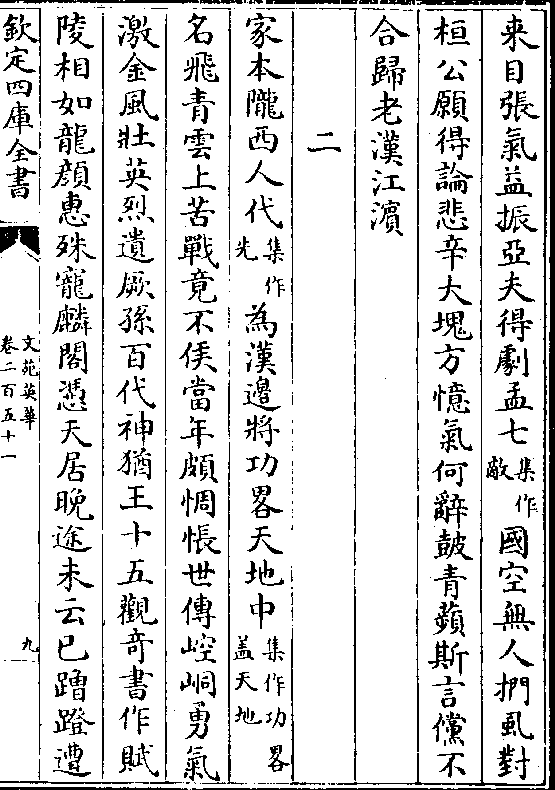 来目張氣益振亞夫得劇孟七集作敵國空無人捫虱對
桓公願得論悲辛大塊方憶氣何辭鼓青蘋斯言儻不
合歸老漢江濱
二
家本隴西人代集作先為漢邊將功畧天地中集作功畧盖天地
名飛青雲上苦戰竟不侯當年頗惆悵世傳崆峒勇氣
激金風壯英烈遺厥孫百代神猶王十五觀竒書作賦
陵相如龍顔惠殊寵麟閣憑天居晚途未云已蹭蹬遭
欽定四庫全書
文苑英華
卷二百五十一
九